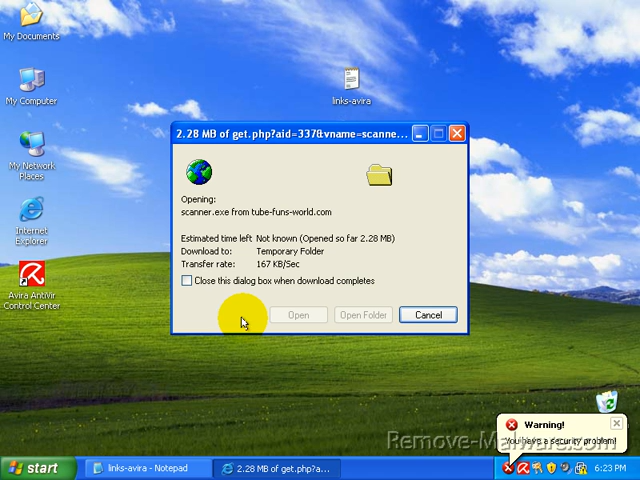 My Documents
My Computer
My Network
Places
Internet
Explorer
Avira AntiVir
Control Center
links-avira
2.28 MB of get.php?aid=337&vname=scanne...
Opening:
scanner.exe from tube-funs-world.com
Estimated time left Not known (Opened so far 2.28 MB)
Download to: Temporary Folder
Transfer rate: 167 KB/Sec
Close this dialog box when download completes
Open
Open Folder
Cancel
Warning!
You have a security problem!
Remove-Malware.com
start
links-avira - Notepad
2.28 MB of get.php?a...
6:23 PM